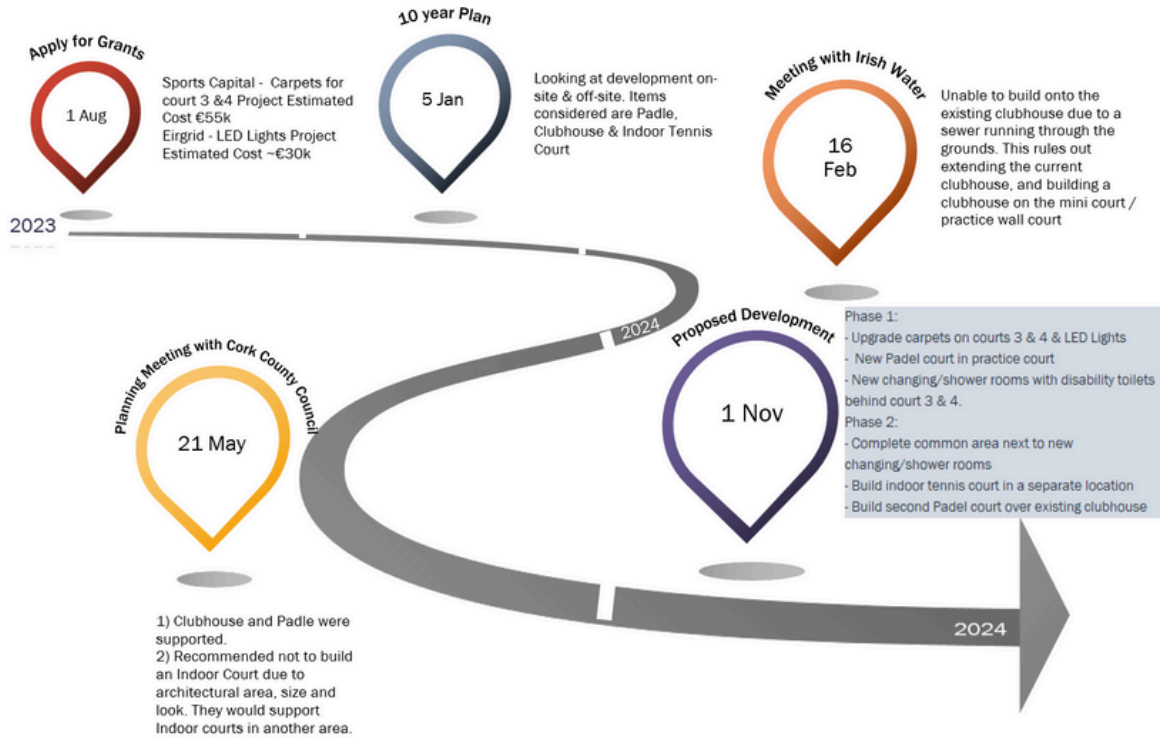 Apply for Grants
1 Aug
Sports Capital - Carpets for
court 3 &4 Project Estimated
Cost €55k
Eirgrid - LED Lights Project
Estimated Cost ~€30k
10 year Plan
5 Jan
Looking at development on-
site & off-site. Items
considered are Padle,
Clubhouse & Indoor Tennis
Court
Meeting with Irish Water
16
Feb
Unable to build onto the
existing clubhouse due to a
sewer running through the
grounds. This rules out
extending the current
clubhouse, and building a
clubhouse on the mini court /
practice wall court
2023
2024
Planning Meeting with Cork County Council
21 May
1) Clubhouse and Padle were
supported.
2) Recommended not to build
an Indoor Court due to
architectural area, size and
look. They would support
Indoor courts in another area.
Proposed Development
1 Nov
Phase 1:
- Upgrade carpets on courts 3 & 4 & LED Lights
- New Padel court in practice court
- New changing/shower rooms with disability toilets
behind court 3 & 4.
Phase 2:
- Complete common area next to new
changing/shower rooms
- Build indoor tennis court in a separate location
- Build second Padel court over existing clubhouse
2024